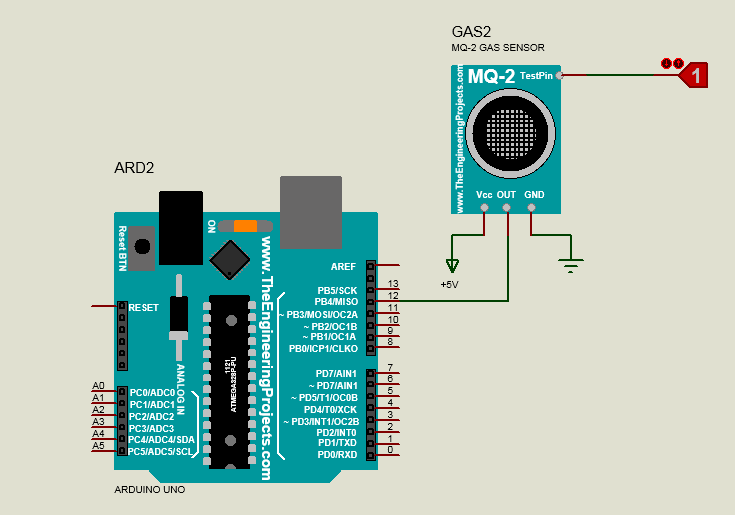 GAS2
MQ-2 GAS SENSOR
MQ-2
TestPin
1
www.TheEngineeringProjects.com
Vcc OUT GND
+5V
ARD2
Reset BTN
ON
www.TheEngineeringProjects.com
RESET
ANALOG IN
1121
ATMEGA328P-PU
A0 PC0/ADC0
A1 PC1/ADC1
A2 PC2/ADC2
A3 PC3/ADC3
A4 PC4/ADC4/SDA
A5 PC5/ADC5/SCL
AREF
PB5/SCK 13
PB4/MISO 12
~ PB3/MOSI/OC2A 11
~ PB2/OC1B 10
~ PB1/OC1A 9
PB0/ICP1/CLKO 8
PD7/AIN1 7
~ PD7/AIN1 6
~ PD5/T1/OC0B 5
PD4/T0/XCK 4
~ PD3/INT1/OC2B 3
PD2/INT0 2
PD1/TXD 1
PD0/RXD 0
ARDUINO UNO